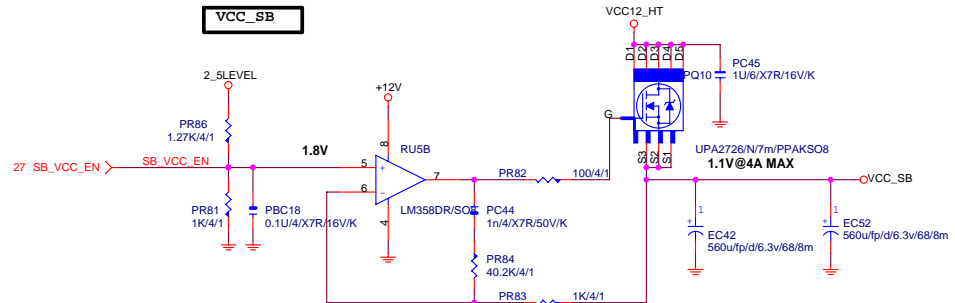 VCC_SB
VCC12_HT
D1 D2 D3 D4 D5
PC45
1U/6/X7R/16V/K
PQ10
G
S3 S2 S1
UPA2726/N/7m/PPAKSO8
1.1V@4A MAX
2_5LEVEL
+12V
PR86
1.27K/4/1
27 SB_VCC_EN
SB_VCC_EN
1.8V
8
RU5B
5
+
7
6
-
4
LM358DR/SO8
PR82
100/4/1
VCC_SB
PR81
1K/4/1
PBC18
0.1U/4/X7R/16V/K
PC44
1n/4/X7R/50V/K
PR84
40.2K/4/1
PR83
1K/4/1
1
+
EC42
560u/fp/d/6.3v/68/8m
1
+
EC52
560u/fp/d/6.3v/68/8m